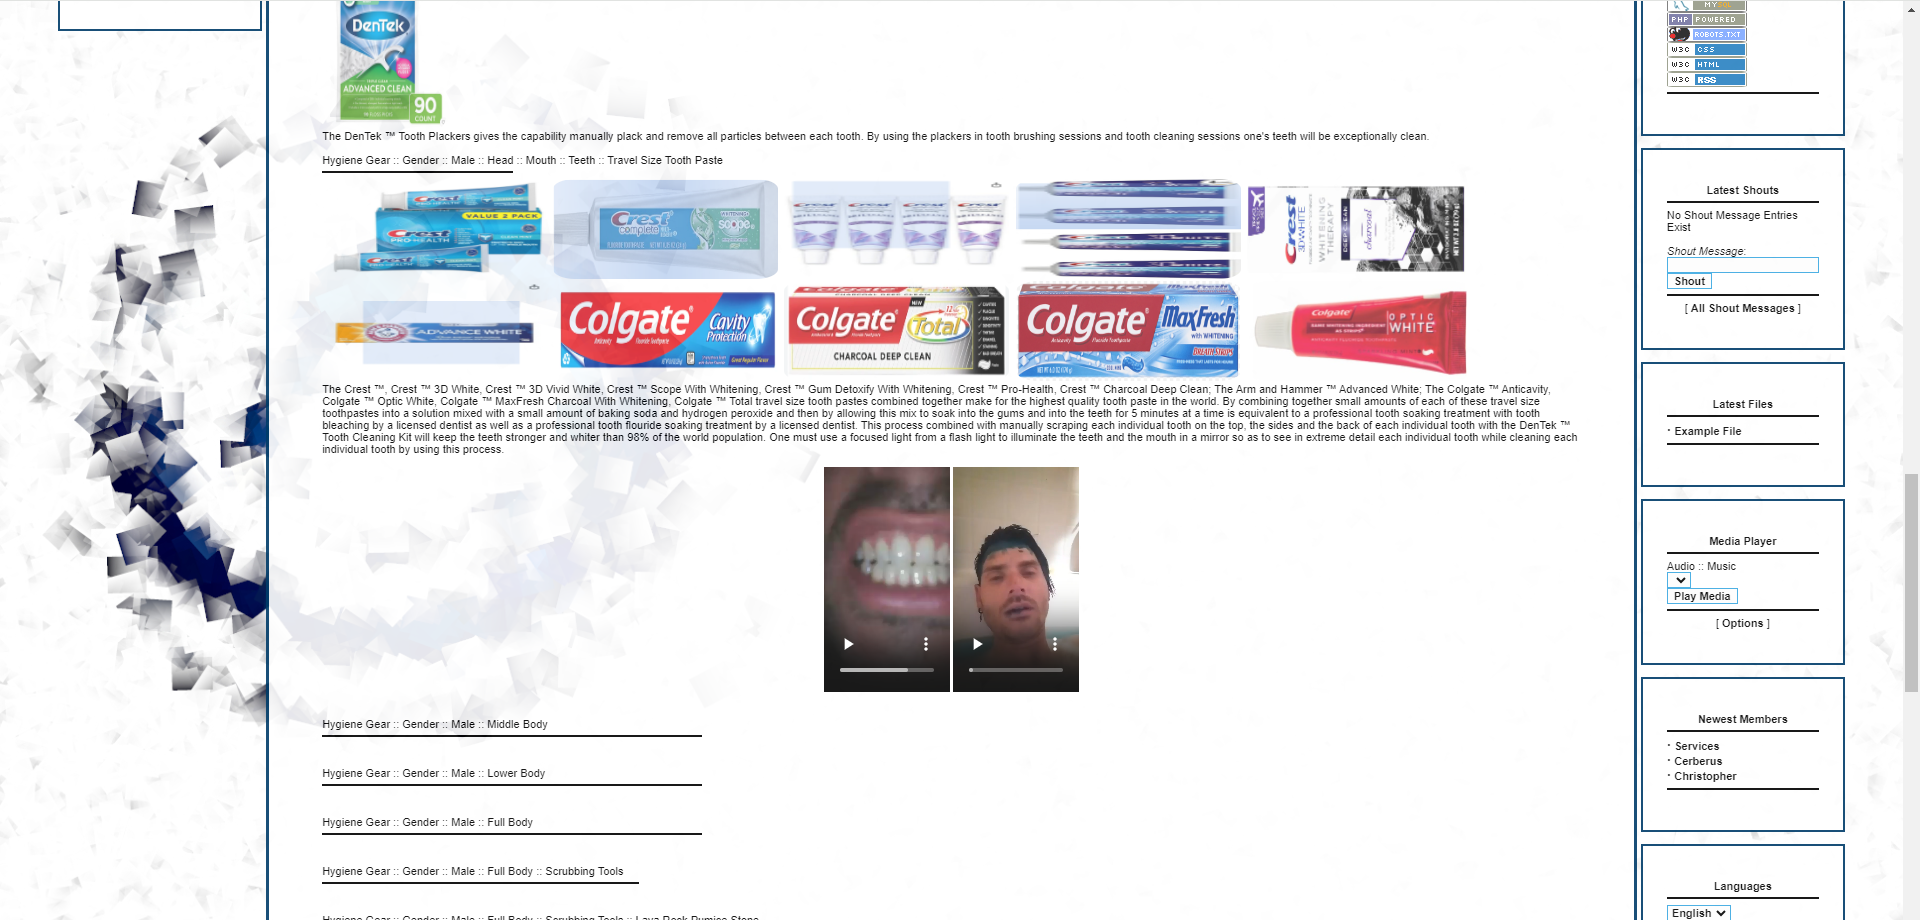 DenTek
ADVANCED CLEAN
90
COUNT
The DenTek ™ Tooth Plackers gives the capability manually plack and remove all particles between each tooth. By using the plackers in tooth brushing sessions and tooth cleaning sessions one's teeth will be exceptionally clean.
Hygiene Gear :: Gender :: Male :: Head :: Mouth :: Teeth :: Travel Size Tooth Paste
Crest
VALUE 2 PACK
Crest
PRO-HEALTH
Crest
Crest
complete
WHITENING+
scope
Crest
Crest
Crest
Crest
Crest
3DWHITE
WHITENING
THERAPY
DEEP CLEAN
charcoal
ADVANCE WHITE
Colgate
Cavity
Protection
Great Regular Flavor
CHARCOAL DEEP CLEAN
NEW
Colgate
Total
CHARCOAL DEEP CLEAN
Colgate
MaxFresh
with WHITENING
Colgate
OPTIC
WHITE
The Crest ™, Crest ™ 3D White, Crest ™ 3D Vivid White, Crest ™ Scope With Whitening, Crest ™ Gum Detoxify With Whitening, Crest ™ Pro-Health, Crest ™ Charcoal Deep Clean; The Arm and Hammer ™ Advanced White; The Colgate ™ Anticavity,
Colgate ™ Optic White, Colgate ™ MaxFresh Charcoal With Whitening, Colgate ™ Total travel size tooth pastes combined together make for the highest quality tooth paste in the world. By combining together small amounts of each of these travel size
toothpastes into a solution mixed with a small amount of baking soda and hydrogen peroxide and then by allowing this mix to soak into the gums and into the teeth for 5 minutes at a time is equivalent to a professional tooth soaking treatment with tooth
bleaching by a licensed dentist as well as a professional tooth flouride soaking treatment by a licensed dentist. This process combined with manually scraping each individual tooth on the top, the sides and the back of each individual tooth with the DenTek ™
Tooth Cleaning Kit will keep the teeth stronger and whiter than 98% of the world population. One must use a focused light from a flash light to illuminate the teeth and the mouth in a mirror so as to see in extreme detail each individual tooth while cleaning each
individual tooth by using this process.
Hygiene Gear :: Gender :: Male :: Middle Body
Hygiene Gear :: Gender :: Male :: Lower Body
Hygiene Gear :: Gender :: Male :: Full Body
Hygiene Gear :: Gender :: Male :: Full Body :: Scrubbing Tools
Hygiene Gear :: Gender :: Male :: Full Body :: Scrubbing Tools :: Lava Rock Pumice Stone
MYSQL
PHP POWERED
ROBOTS.TXT
W3C CSS
W3C HTML
W3C RSS
Latest Shouts
No Shout Message Entries
Exist
Shout Message:
Shout
[ All Shout Messages ]
Latest Files
· Example File
Media Player
Audio :: Music
Play Media
[ Options ]
Newest Members
· Services
· Cerberus
· Christopher
Languages
English